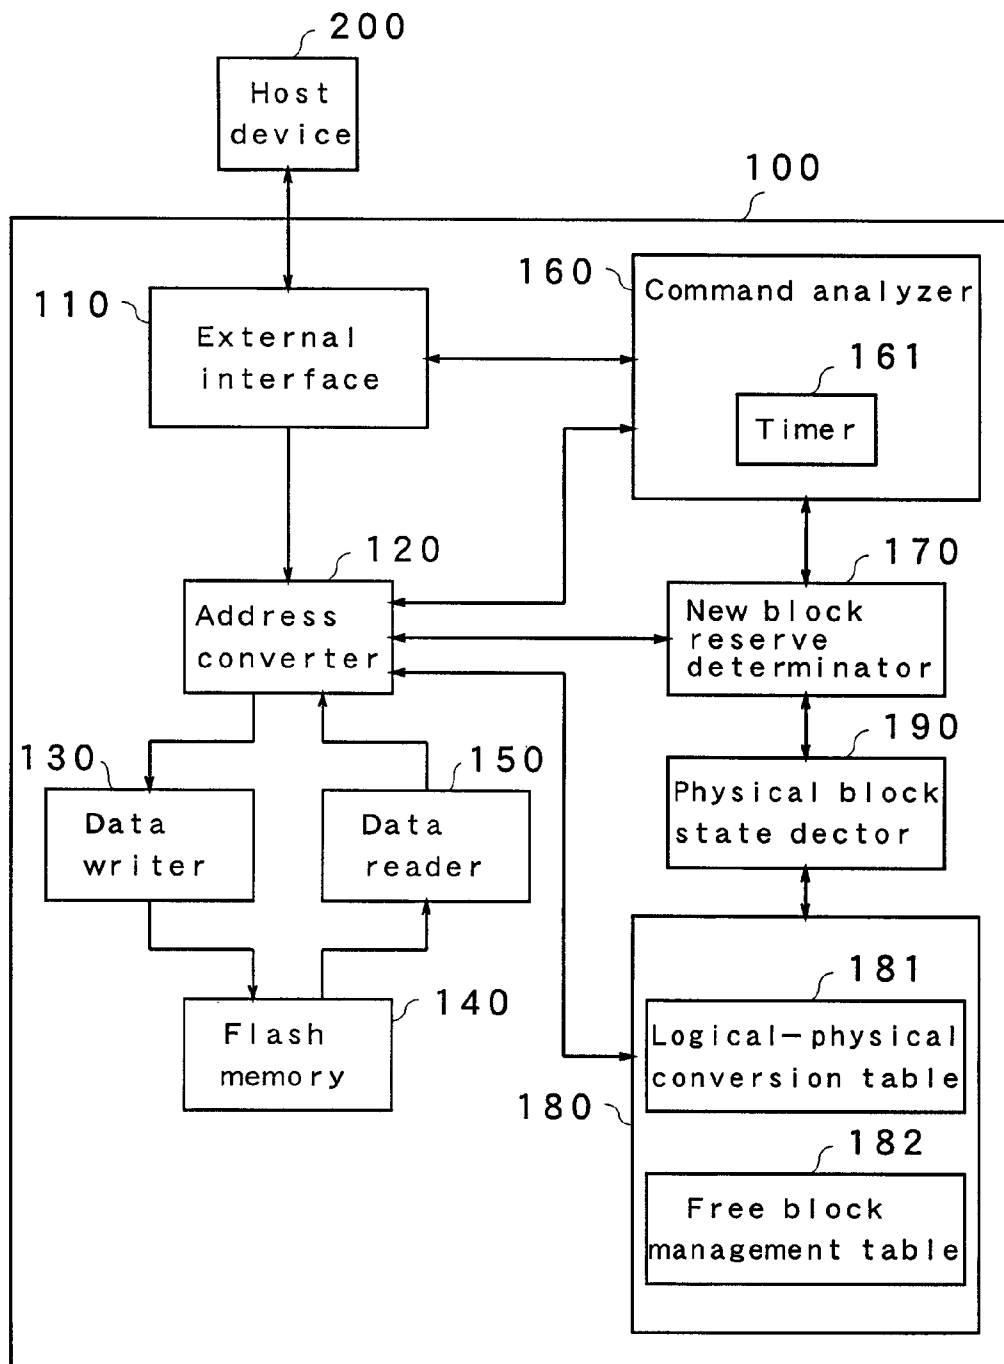 200
Host
device
100
160
Command analyzer
110
External
interface
161
Timer
120
Address
converter
170
New block
reserve
determinator
130
Data
writer
150
Data
reader
190
Physical block
state dector
140
Flash
memory
180
181
Logical-physical
conversion table
182
Free block
management table